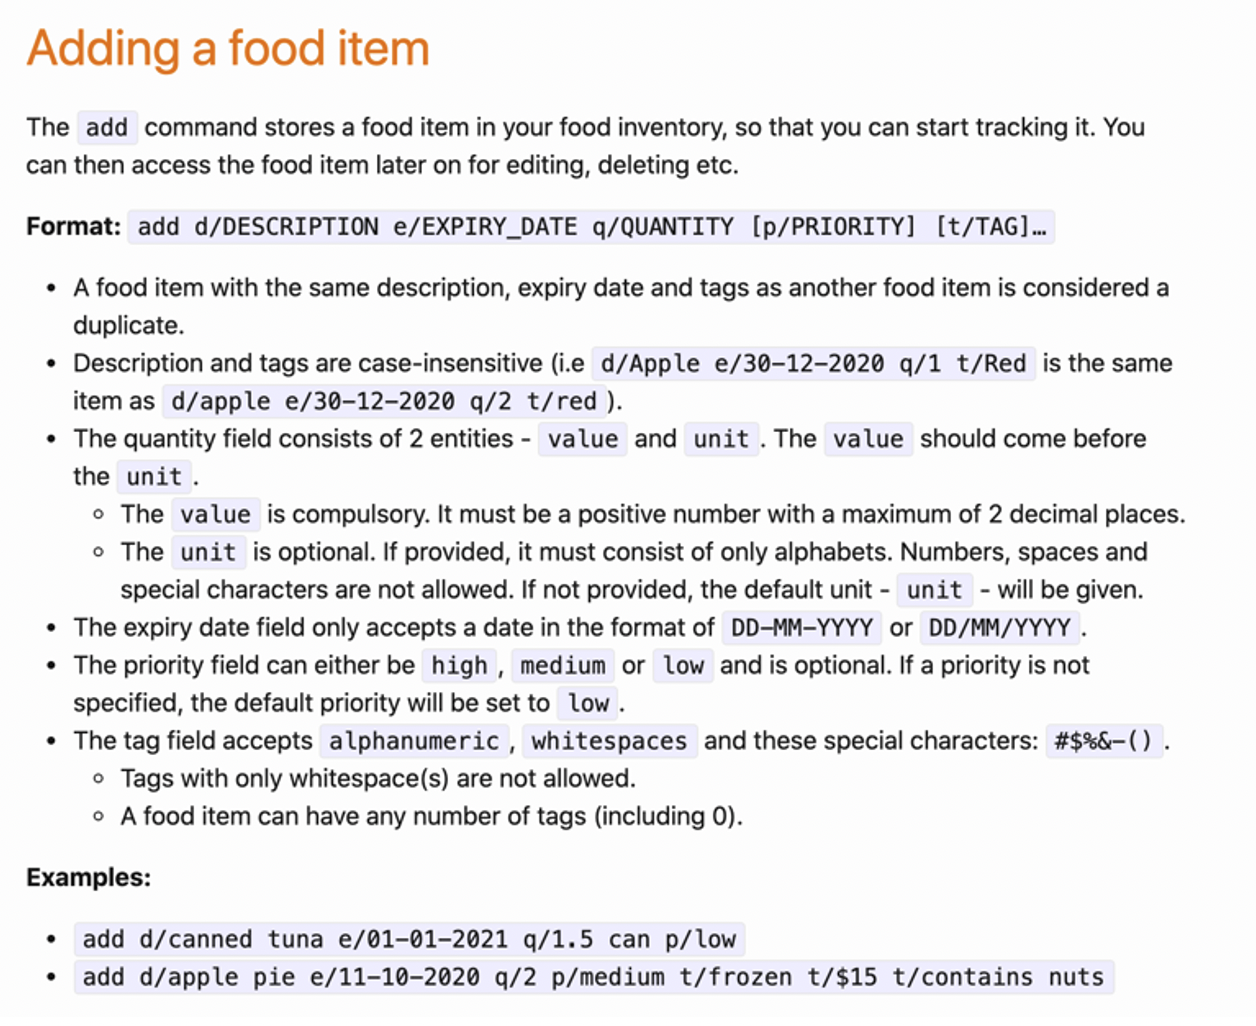 Adding a food item
The add command stores a food item in your food inventory, so that you can start tracking it. You
can then access the food item later on for editing, deleting etc.
Format: add d/DESCRIPTION e/EXPIRY_DATE q/QUANTITY [p/PRIORITY] [t/TAG]…
• A food item with the same description, expiry date and tags as another food item is considered a
duplicate.
• Description and tags are case-insensitive (i.e d/Apple e/30-12-2020 q/1 t/Red is the same
item as d/apple e/30-12-2020 q/2 t/red ).
• The quantity field consists of 2 entities - value and unit . The value should come before
the unit .
◦ The value is compulsory. It must be a positive number with a maximum of 2 decimal places.
◦ The unit is optional. If provided, it must consist of only alphabets. Numbers, spaces and
special characters are not allowed. If not provided, the default unit - unit - will be given.
• The expiry date field only accepts a date in the format of DD-MM-YYYY or DD/MM/YYYY .
• The priority field can either be high , medium or low and is optional. If a priority is not
specified, the default priority will be set to low .
• The tag field accepts alphanumeric , whitespaces and these special characters: #$%&-() .
◦ Tags with only whitespace(s) are not allowed.
◦ A food item can have any number of tags (including 0).
Examples:
• add d/canned tuna e/01-01-2021 q/1.5 can p/low
• add d/apple pie e/11-10-2020 q/2 p/medium t/frozen t/$15 t/contains nuts